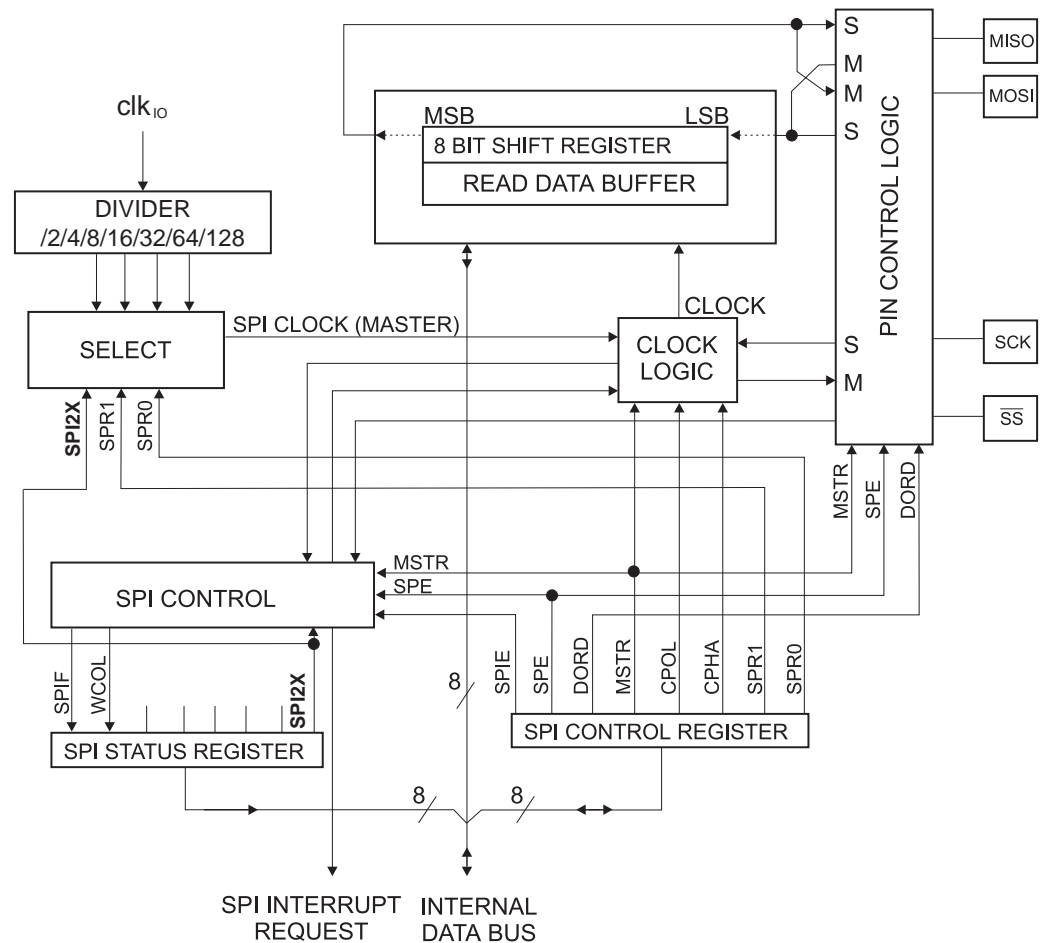 S
MISO
M
clk IO
M
MOSI
MSB
LSB
S
8 BIT SHIFT REGISTER
READ DATA BUFFER
PIN CONTROL LOGIC
DIVIDER
/2/4/8/16/32/64/128
SPI CLOCK (MASTER)
CLOCK
SELECT
CLOCK
LOGIC
S
SCK
M
SPI2X
SPR1
SPR0
SS
MSTR
SPE
DORD
MSTR
SPE
SPI CONTROL
SPIF
WCOL
SPI2X
8
SPIE
SPE
DORD
MSTR
CPOL
CPHA
SPR1
SPR0
SPI STATUS REGISTER
SPI CONTROL REGISTER
8
8
SPI INTERRUPT
REQUEST
INTERNAL
DATA BUS